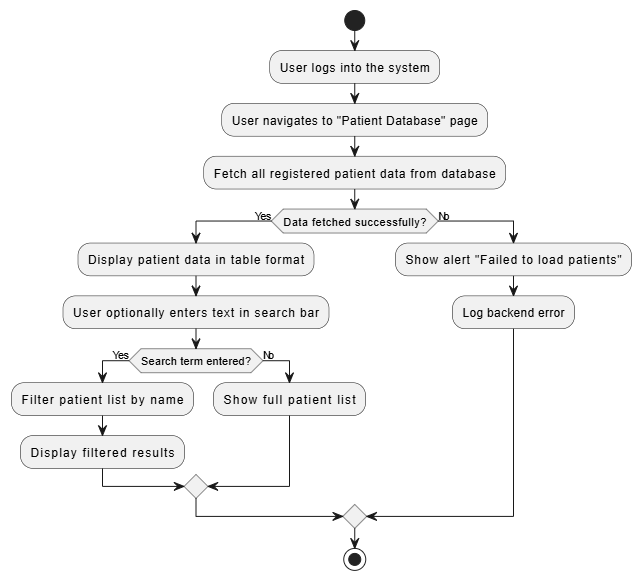 User logs into the system
User navigates to "Patient Database" page
Fetch all registered patient data from database
Yes
Data fetched successfully?
No
Display patient data in table format
Show alert "Failed to load patients"
User optionally enters text in search bar
Log backend error
Yes
Search term entered?
No
Filter patient list by name
Show full patient list
Display filtered results